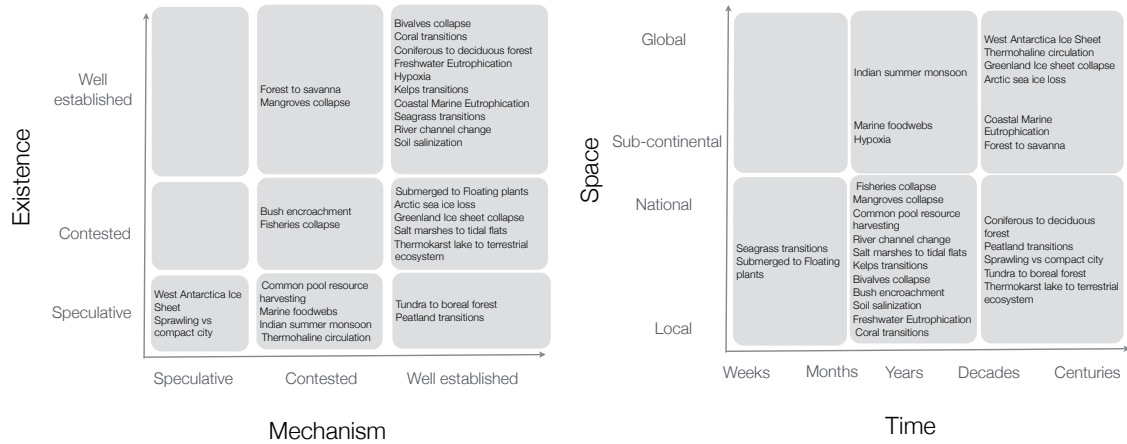 Existence
Well
established
Contested
Speculative
Forest to savanna
Mangroves collapse
Bivalves collapse
Coral transitions
Coniferous to deciduous forest
Freshwater Eutrophication
Hypoxia
Kelps transitions
Coastal Marine Eutrophication
Seagrass transitions
River channel change
Soil salinization
Bush encroachment
Fisheries collapse
Submerged to Floating plants
Arctic sea ice loss
Greenland Ice sheet collapse
Salt marshes to tidal flats
Thermokarst lake to terrestrial
ecosystem
West Antarctica Ice
Sheet
Sprawling vs
compact city
Common pool resource
harvesting
Marine foodwebs
Indian summer monsoon
Thermohaline circulation
Tundra to boreal forest
Peatland transitions
Speculative
Contested
Well established
Mechanism
Space
Global
Sub-continental
National
Local
Indian summer monsoon
Marine foodwebs
Hypoxia
West Antarctica Ice Sheet
Thermohaline circulation
Greenland Ice sheet collapse
Arctic sea ice loss
Coastal Marine
Eutrophication
Forest to savanna
Seagrass transitions
Submerged to Floating
plants
Fisheries collapse
Mangroves collapse
Common pool resource
harvesting
River channel change
Salt marshes to tidal flats
Kelps transitions
Bivalves collapse
Bush encroachment
Soil salinization
Freshwater Eutrophication
Coral transitions
Coniferous to deciduous
forest
Peatland transitions
Sprawling vs compact city
Tundra to boreal forest
Thermokarst lake to terrestrial
ecosystem
Weeks
Months
Years
Decades
Centuries
Time